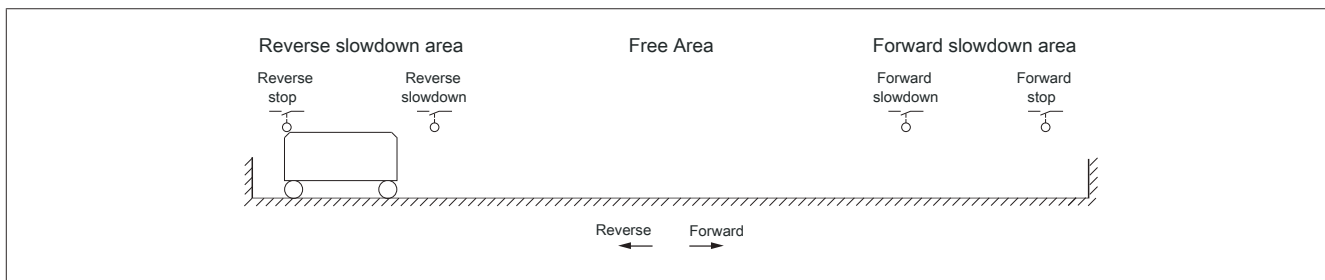 Reverse slowdown area
Free Area
Forward slowdown area
Reverse
stop
Reverse
slowdown
Forward
slowdown
Forward
stop
Reverse
Forward